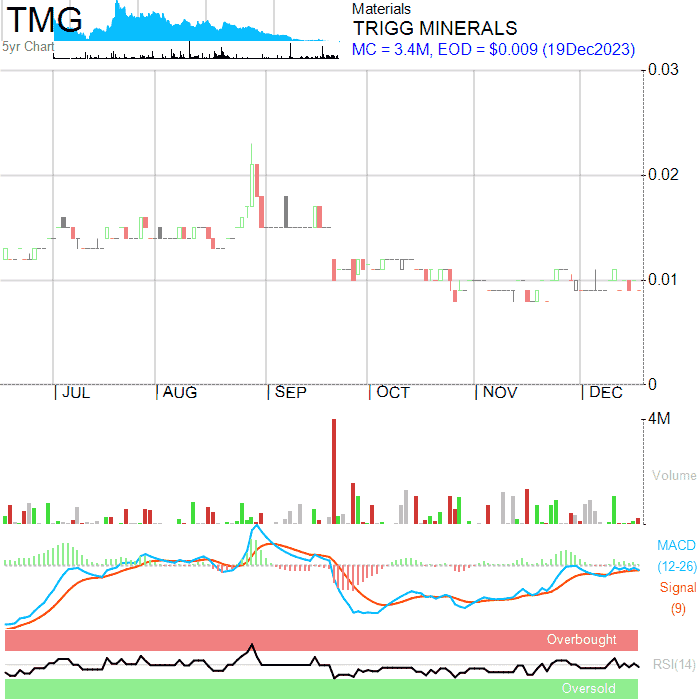 TMG
5yr Chart
Materials
TRIGG MINERALS
MC = 3.4M, EOD = $0.009 (19Dec2023)
0.03
0.02
0.01
0
JUL AUG SEP OCT NOV DEC
4M
Volume
MACD
(12-26)
Signal
(9)
Overbought
RSI(14)
Oversold